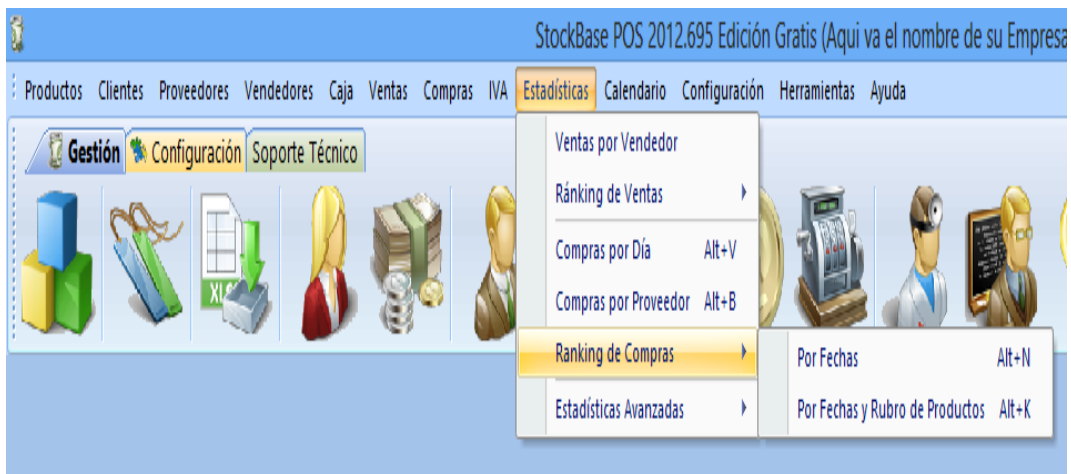 StockBase POS 2012.695 Edición Gratis (Aqui va el nombre de su Empresa
Productos Clientes Proveedores Vendedores Caja Ventas Compras IVA Estadísticas Calendario Configuración Herramientas Ayuda
Gestión Configuración Soporte Técnico
Ventas por Vendedor
Ránking de Ventas
Compras por Día Alt+V
Compras por Proveedor Alt+B
Ranking de Compras
Por Fechas Alt+N
Estadísticas Avanzadas
Por Fechas y Rubro de Productos Alt+K